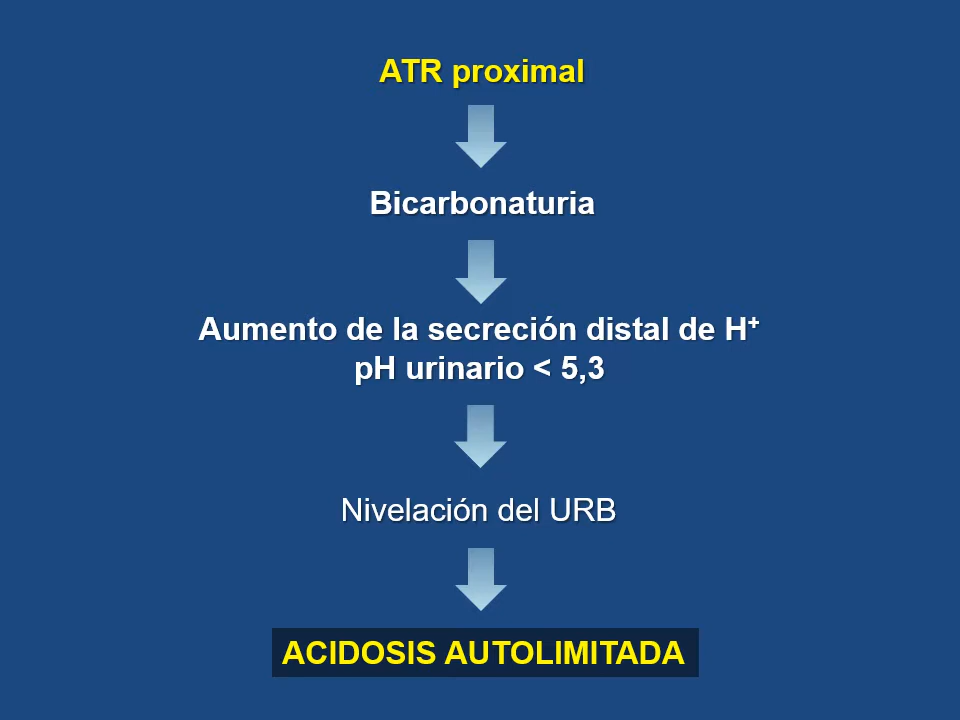 ATR proximal
Bicarbonaturia
Aumento de la secreción distal de H⁺
pH urinario < 5,3
Nivelación del URB
ACIDOSIS AUTOLIMITADA